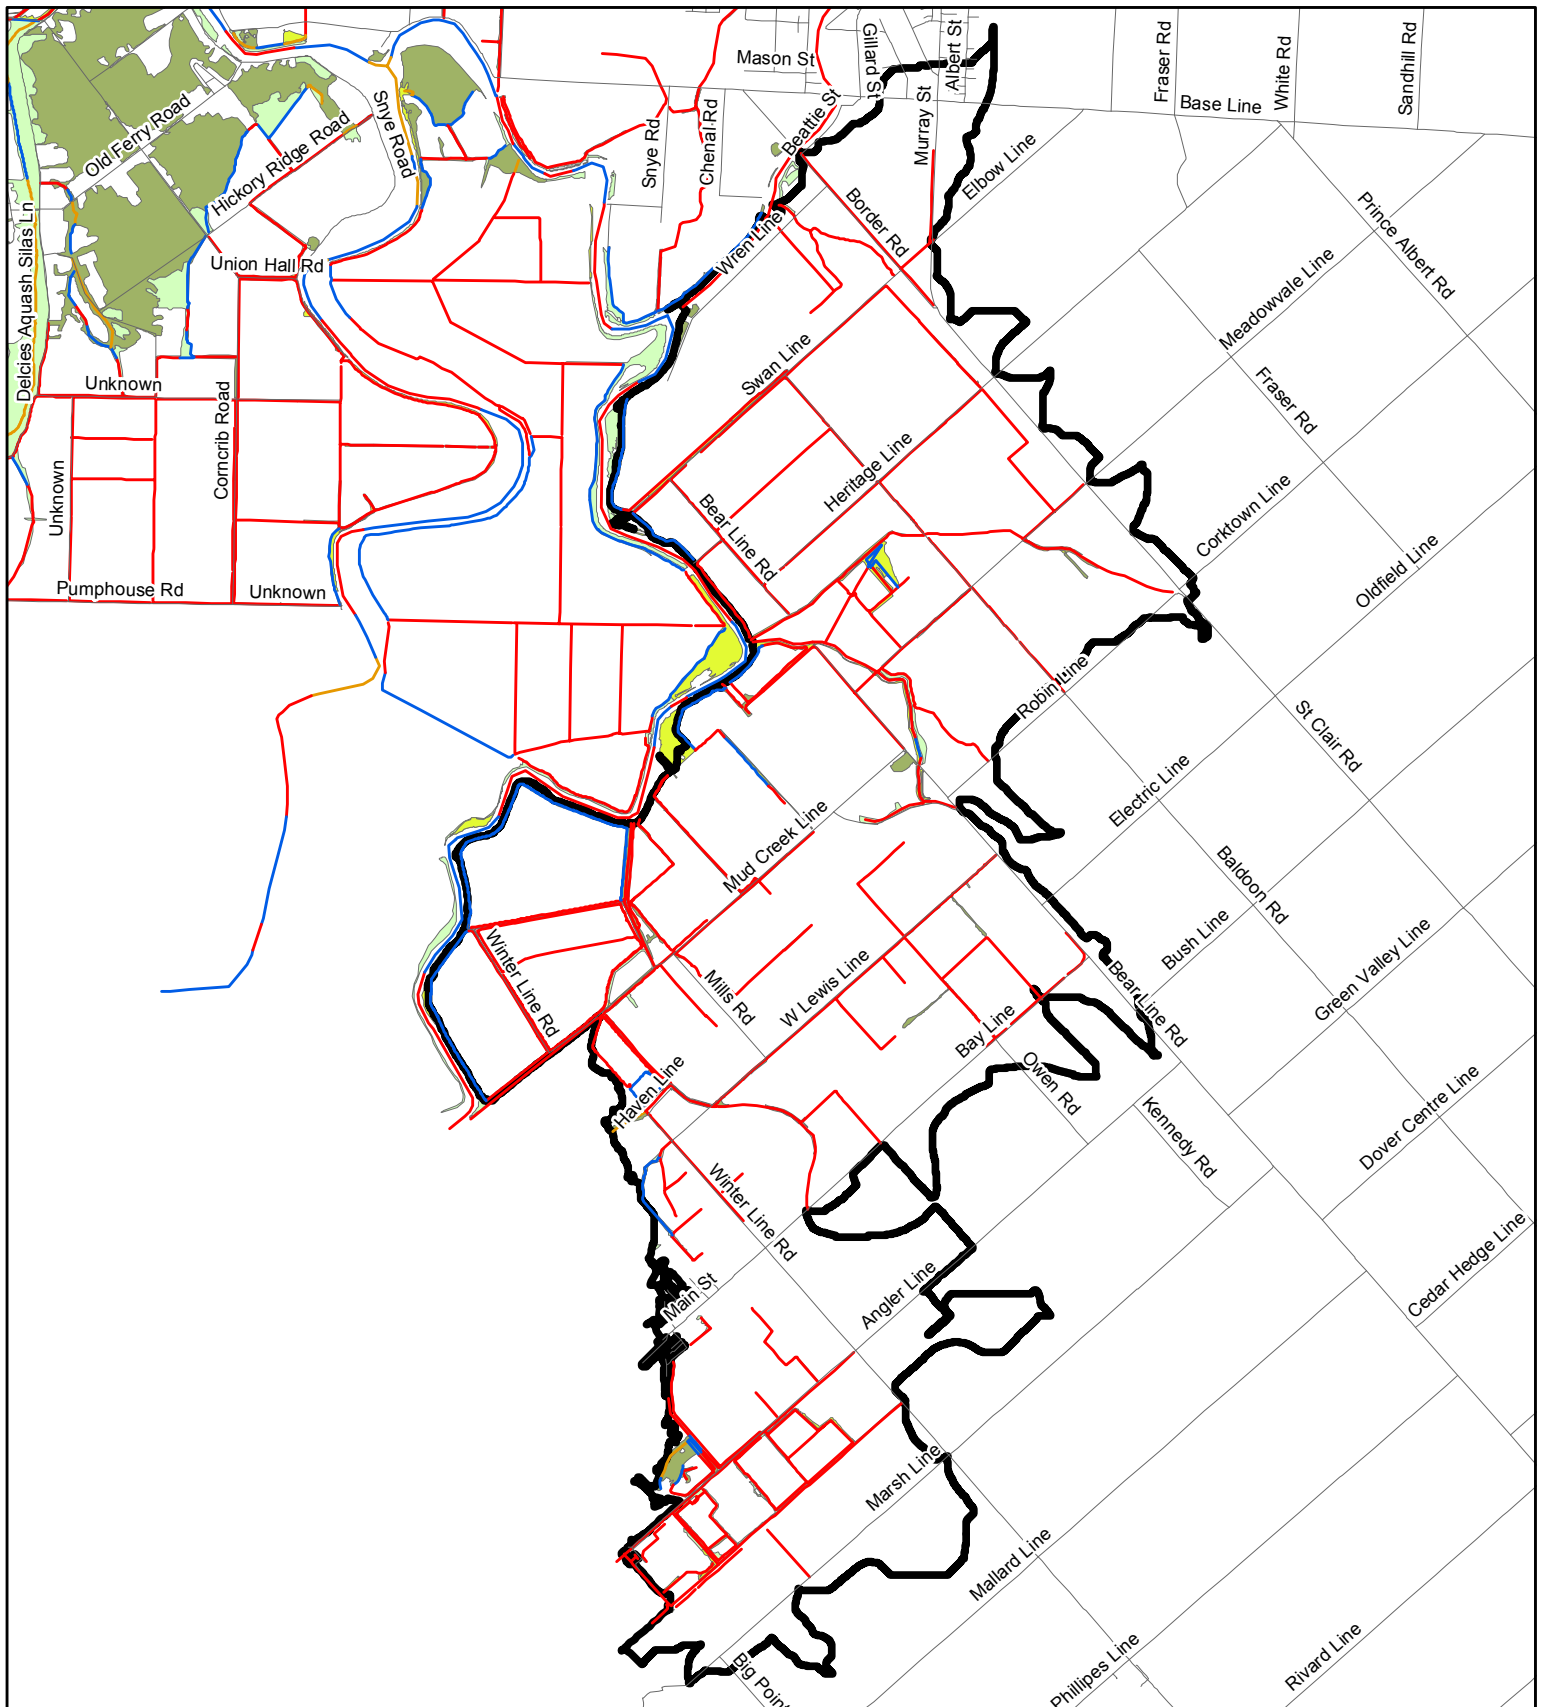 Mason St
Gillard St
Albert St
Fraser Rd
White Rd
Sandhill Rd
Base Line
Old Ferry Road
Snye Road
Hickory Ridge Road
Snye Rd
Chenal Rd
Beattie St
Murray St
Elbow Line
Border Rd
Prince Albert Rd
Delcies Aquash Silas Ln
Union Hall Rd
Wren Line
Meadowvale Line
Swan Line
Fraser Rd
Unknown
Corncrib Road
Heritage Line
Unknown
Bear Line Rd
Corktown Line
Oldfield Line
Pumphouse Rd
Unknown
Robin Line
St Clair Rd
Electric Line
Mud Creek Line
Baldoon Rd
Winter Line Rd
Mills Rd
W Lewis Line
Bush Line
Bear Line Rd
Green Valley Line
Bay Line
Owen Rd
Haven Line
Kennedy Rd
Dover Centre Line
Winter Line Rd
Main St
Angler Line
Cedar Hedge Line
Marsh Line
Mallard Line
Big Point
Phillipes Line
Rivard Line